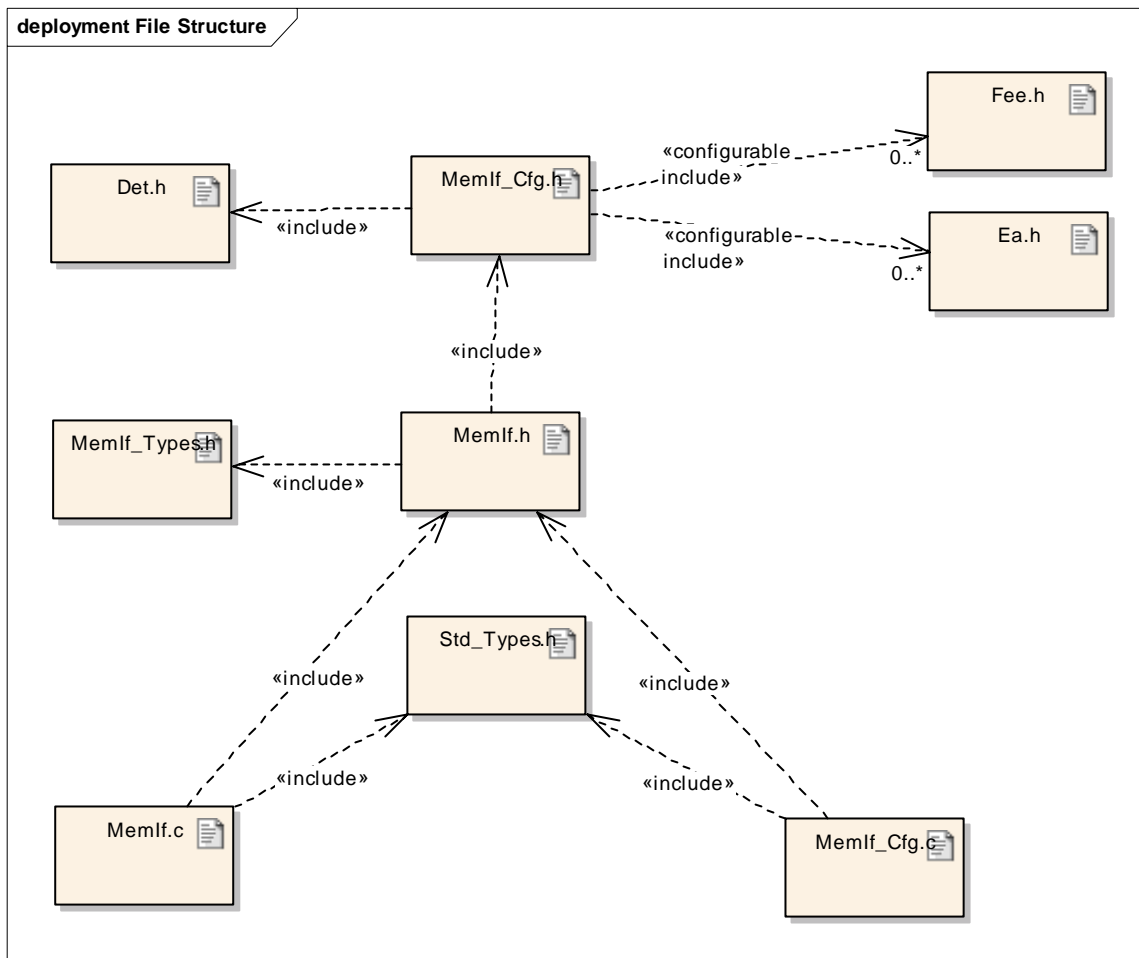 deployment File Structure
Fee.h
«configurable
include»
0..*
MemIf_Cfg.h
Det.h
«include»
«configurable
include»
Ea.h
0..*
«include»
MemIf.h
MemIf_Types.h
«include»
Std_Types.h
«include»
«include»
«include»
«include»
MemIf.c
MemIf_Cfg.c